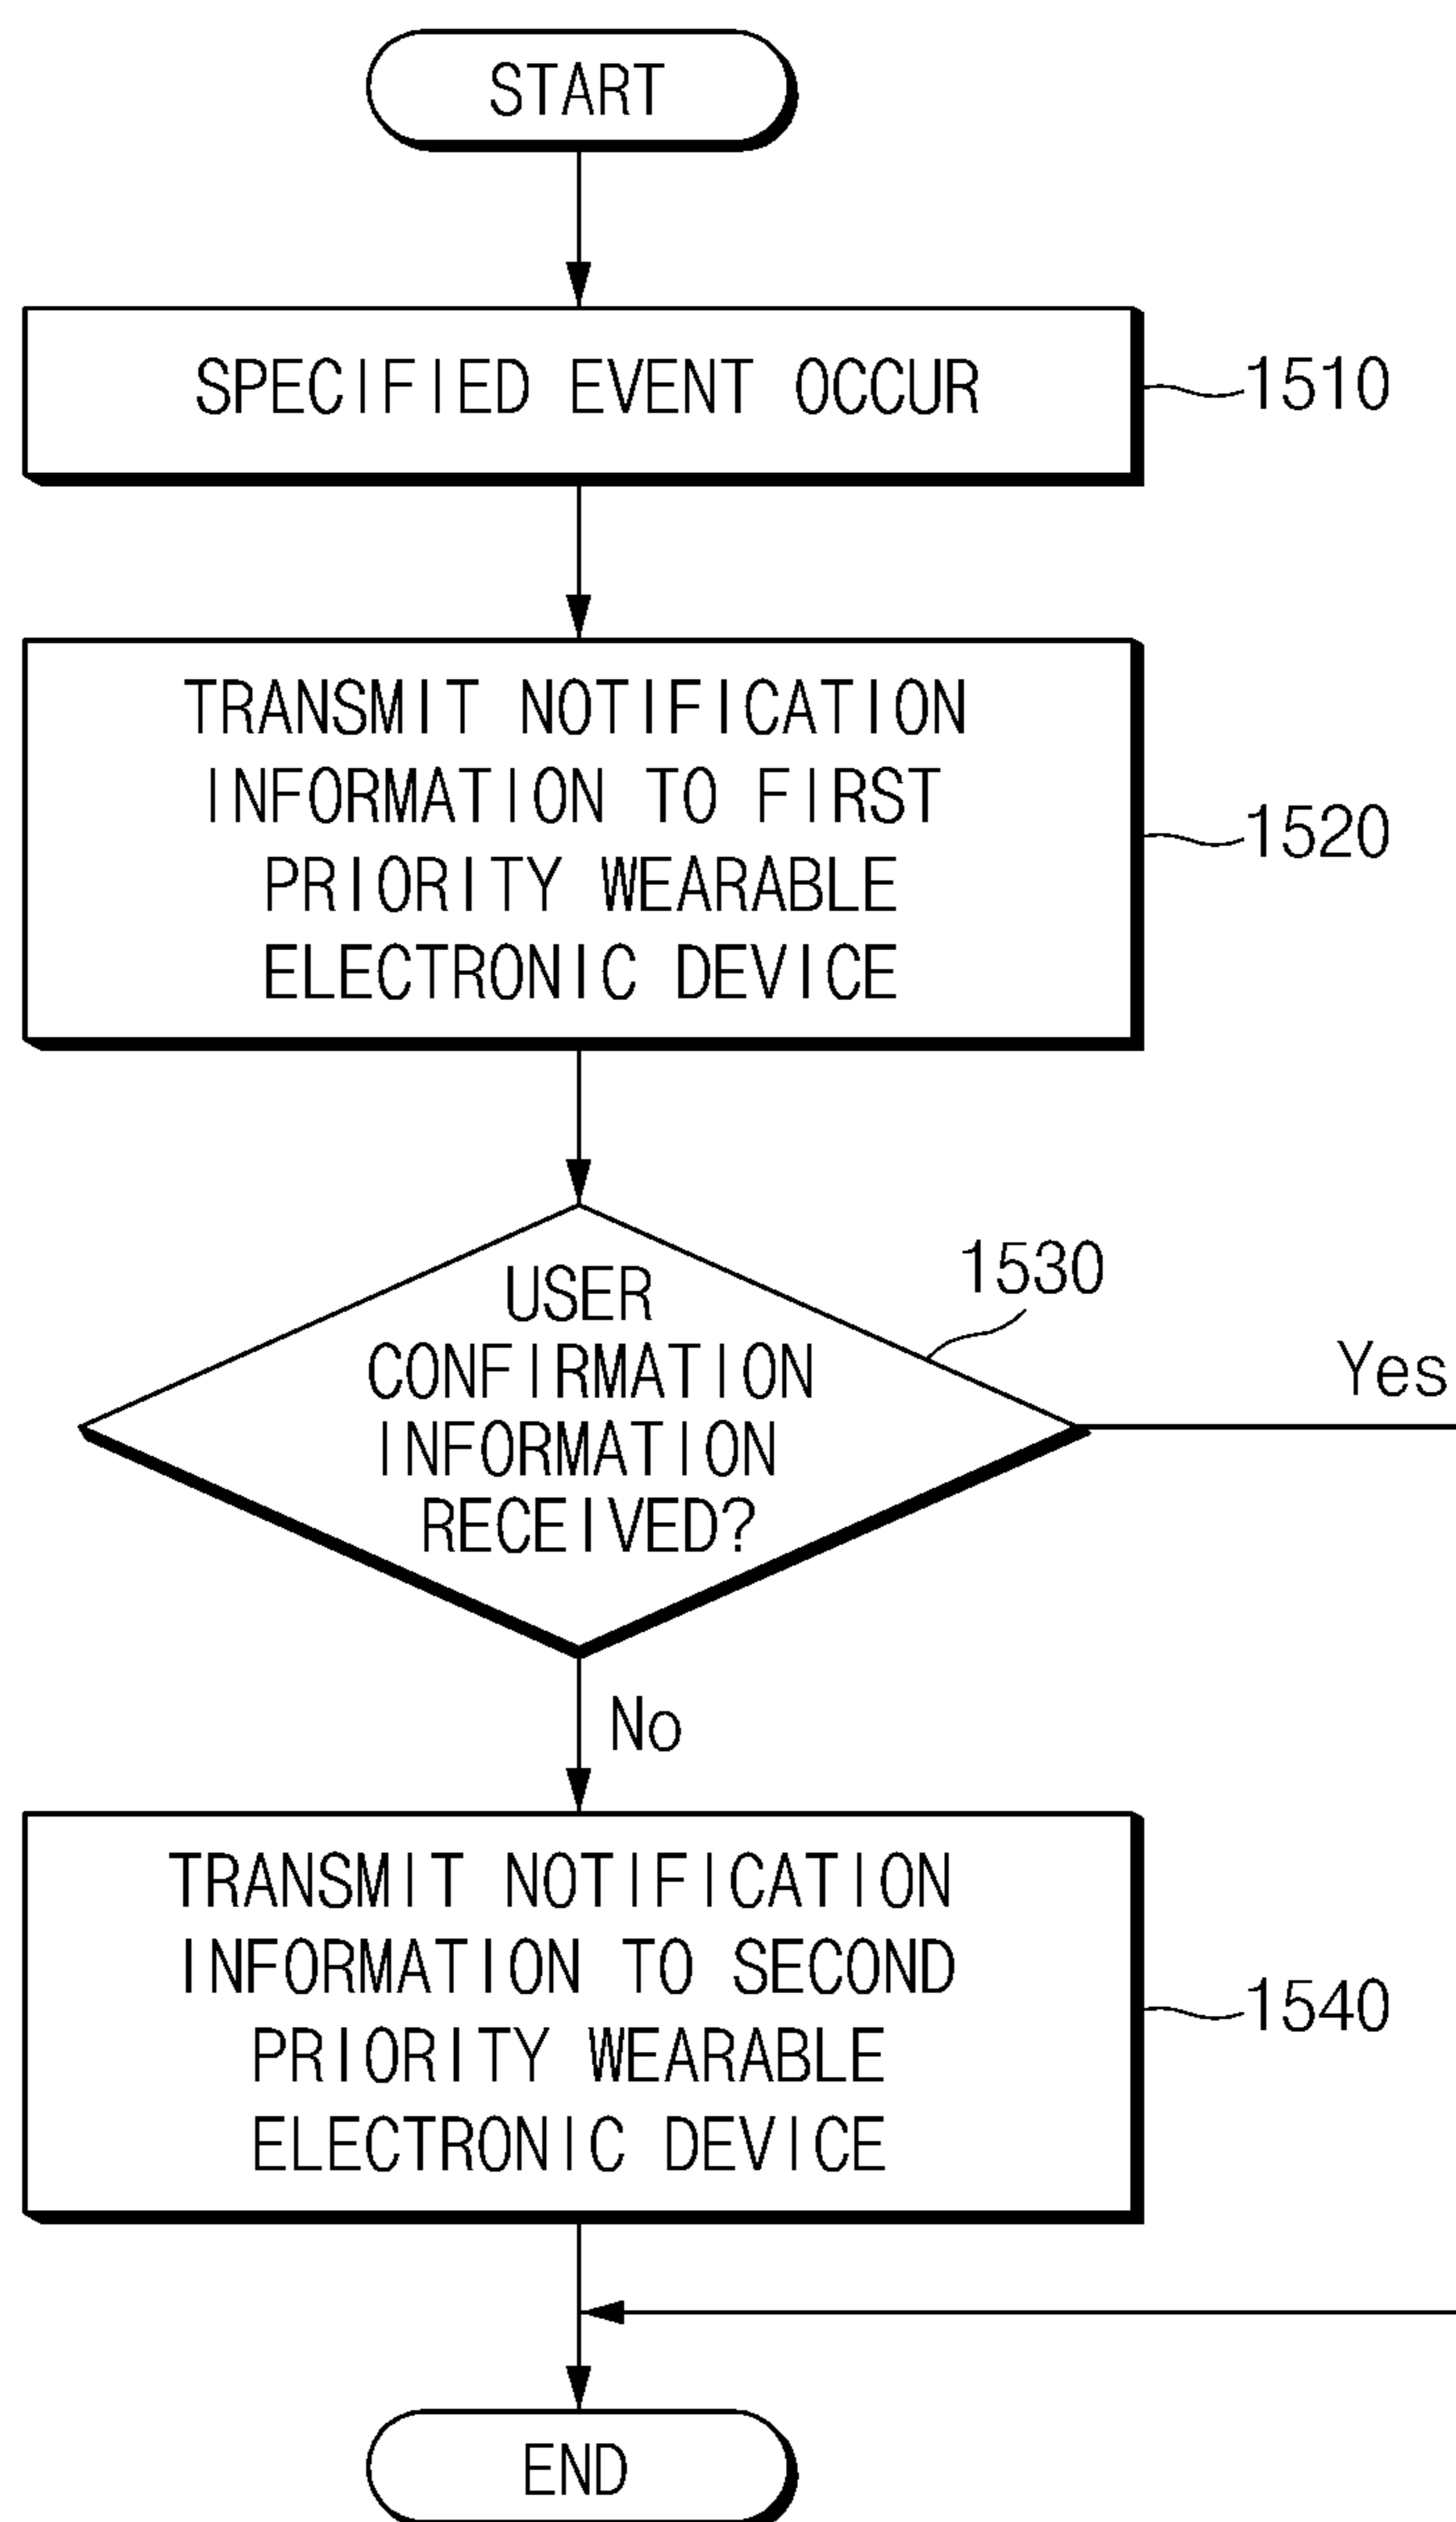 START
SPECIFIED EVENT OCCUR
1510
TRANSMIT NOTIFICATION
INFORMATION TO FIRST
PRIORITY WEARABLE
ELECTRONIC DEVICE
1520
USER
CONFIRMATION
INFORMATION
RECEIVED?
1530
Yes
No
TRANSMIT NOTIFICATION
INFORMATION TO SECOND
PRIORITY WEARABLE
ELECTRONIC DEVICE
1540
END